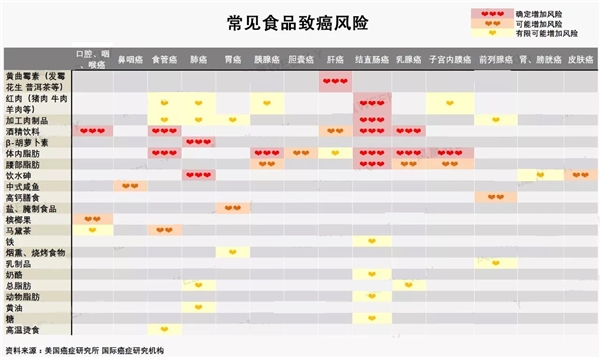 常见食品致癌风险
确定增加风险
可能增加风险
有限可能增加风险
口腔、咽、喉癌 鼻咽癌 食管癌 肺癌 胃癌 胰腺癌 胆囊癌 肝癌 结直肠癌 乳腺癌 子宫内膜癌 前列腺癌 肾、膀胱癌 皮肤癌
黄曲霉素（发霉
花生 普洱茶等）
红肉（猪肉 牛肉
羊肉等）
加工肉制品
酒精饮料
β-胡萝卜素
体内脂肪
腰部脂肪
饮水砷
中式咸鱼
高钙膳食
盐、腌制食品
槟榔果
马黛茶
铁
烟熏、烧烤食物
乳制品
奶酪
总脂肪
动物脂肪
黄油
糖
高温烫食
资料来源：美国癌症研究所 国际癌症研究机构